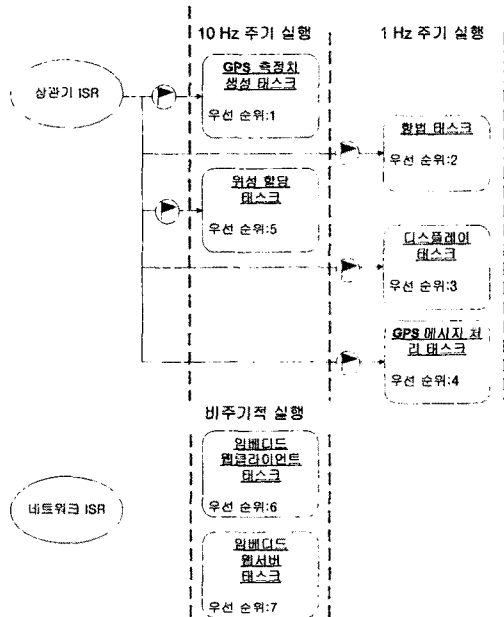 10 Hz 주기 실행
1 Hz 주기 실행
상관기 ISR
GPS 측정치
생성 태스크
우선 순위:1
항법 태스크
우선 순위:2
위성 할당
태스크
우선 순위:5
디스플레이
태스크
우선 순위:3
GPS 메시지 처
리 태스크
우선 순위:4
비주기적 실행
네트워크 ISR
임베디드
웹클라이언트
태스크
우선 순위:6
임베디드
웹서버
태스크
우선 순위:7